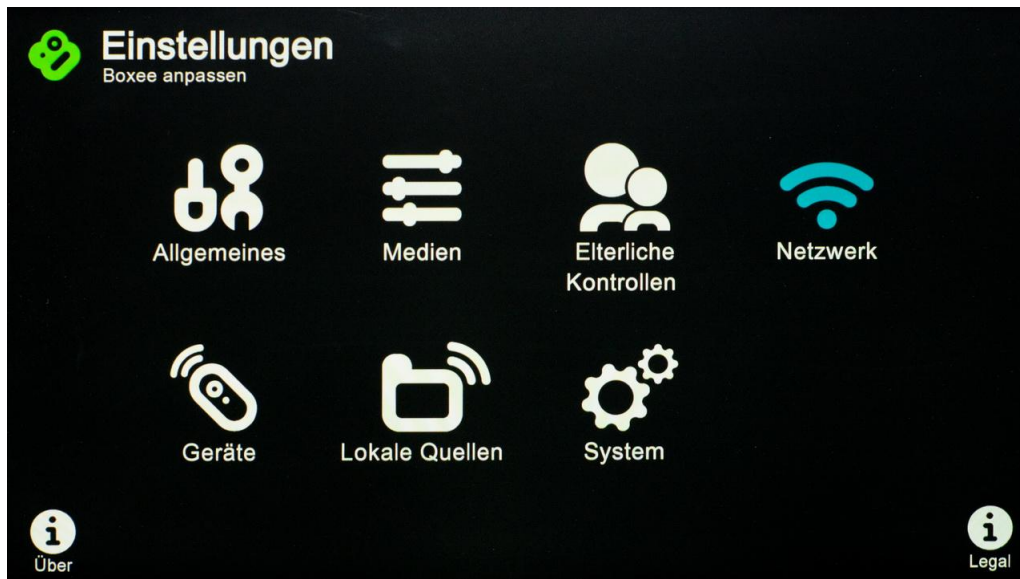 Einstellungen
Boxee anpassen
Allgemeines
Medien
Elterliche
Kontrollen
Netzwerk
Geräte
Lokale Quellen
System
Über
Legal